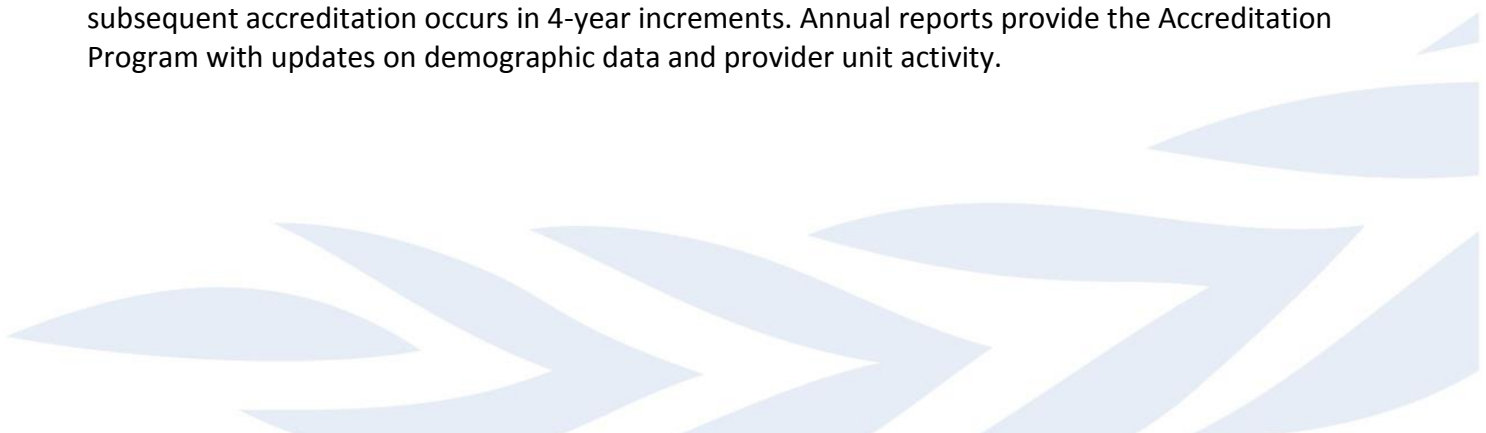 subsequent accreditation occurs in 4-year increments. Annual reports provide the Accreditation
Program with updates on demographic data and provider unit activity.